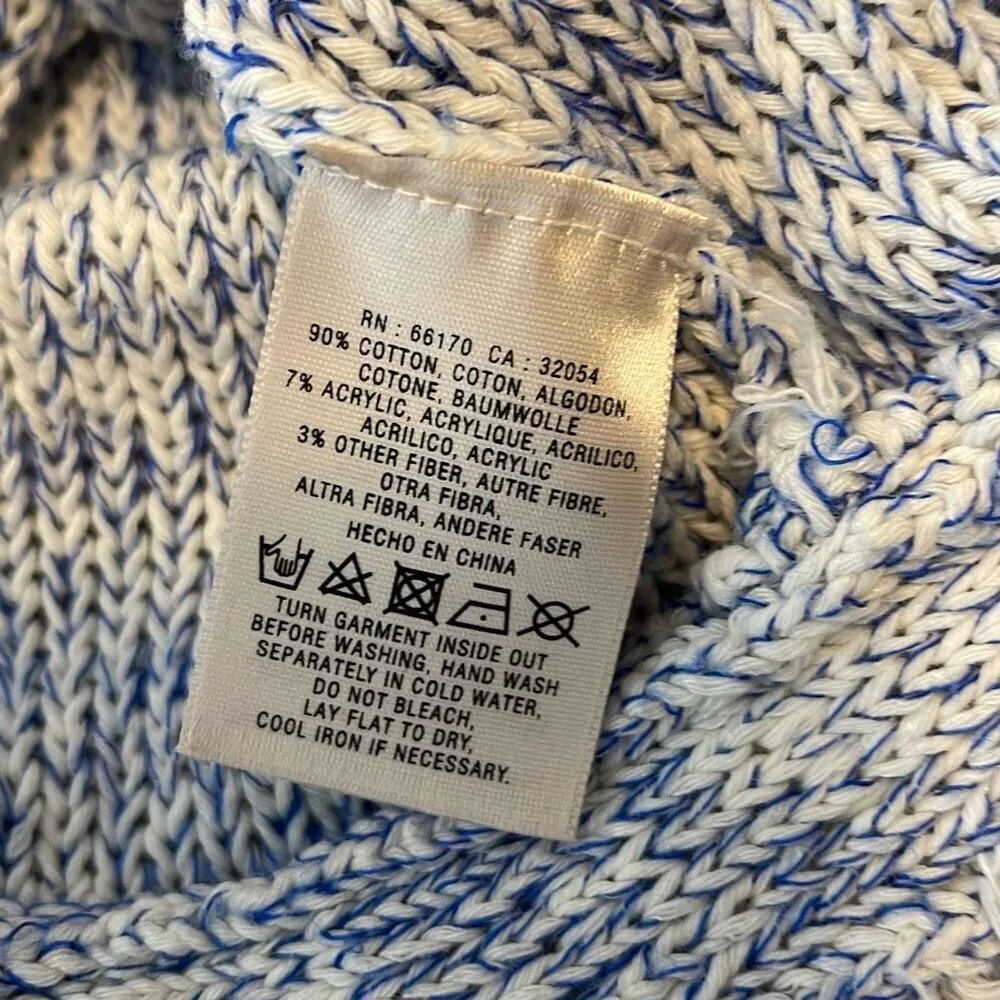 RN : 66170 CA : 32054
90% COTTON, COTON, ALGODON,
COTONE, BAUMWOLLE
7% ACRYLIC, ACRYLIQUE, ACRILICO,
ACRILICO, ACRYLIC
3% OTHER FIBER, AUTRE FIBRE,
OTRA FIBRA,
ALTRA FIBRA, ANDERE FASER
HECHO EN CHINA
TURN GARMENT INSIDE OUT
BEFORE WASHING, HAND WASH
SEPARATELY IN COLD WATER,
DO NOT BLEACH,
LAY FLAT TO DRY,
COOL IRON IF NECESSARY.